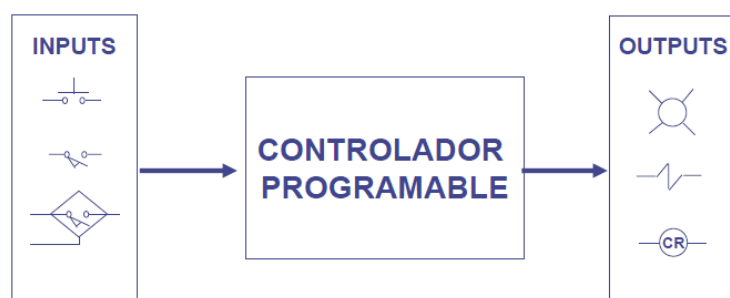 INPUTS
CONTROLADOR
PROGRAMABLE
OUTPUTS
CR